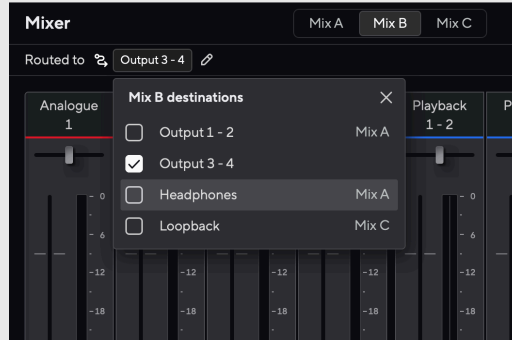 Mixer
Mix A Mix B Mix C
Routed to Output 3 - 4
Mix B destinations
Output 1 - 2 Mix A
Output 3 - 4
Headphones Mix A
Loopback Mix C
Analogue
1
Playback
1 - 2
P
0 0
6 6
-12 -12 -12 -12 -12
-18 -18 -18 -18 -18